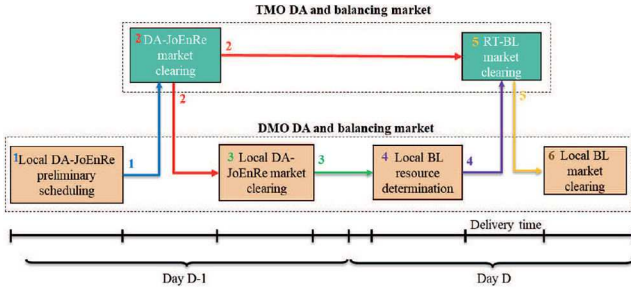 TMO DA and balancing market
2 DA-JoEnRe
market
clearing
2
5 RT-BL
market
clearing
2
5
DMO DA and balancing market
1 Local DA-JoEnRe
preliminary
scheduling
1
3 Local DA-
JoEnRe market
clearing
3
4 Local BL
resource
determination
4
6 Local BL
market
clearing
Delivery time
Day D-1
Day D